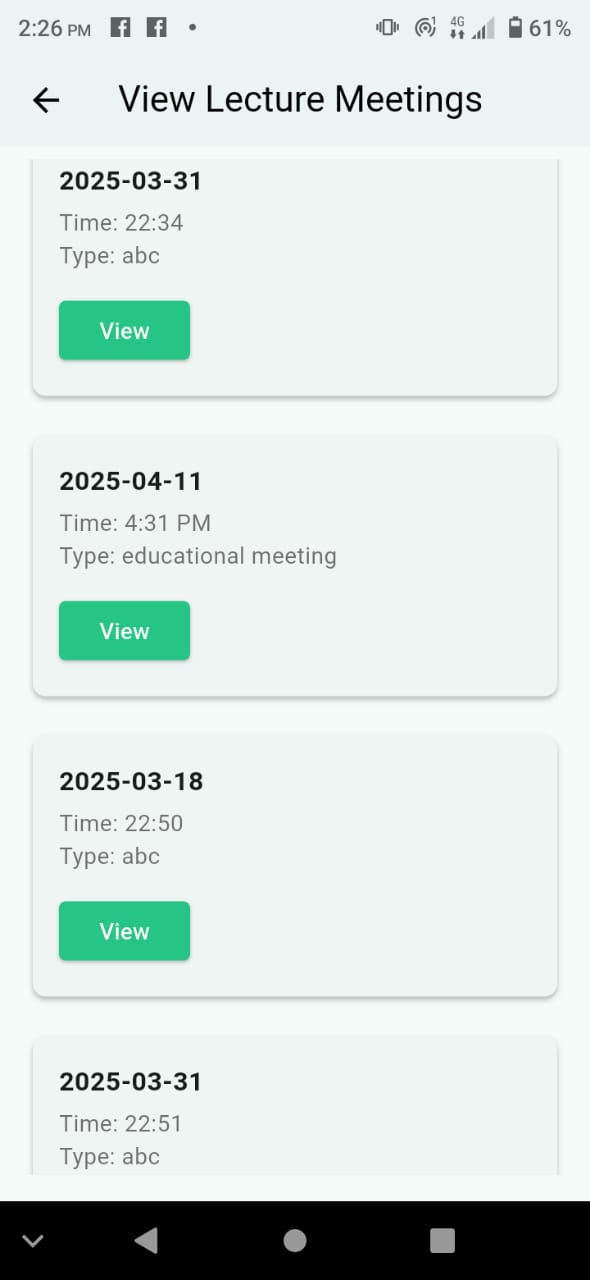 2:26 PM
4G
61%
View Lecture Meetings
2025-03-31
Time: 22:34
Type: abc
View
2025-04-11
Time: 4:31 PM
Type: educational meeting
View
2025-03-18
Time: 22:50
Type: abc
View
2025-03-31
Time: 22:51
Type: abc